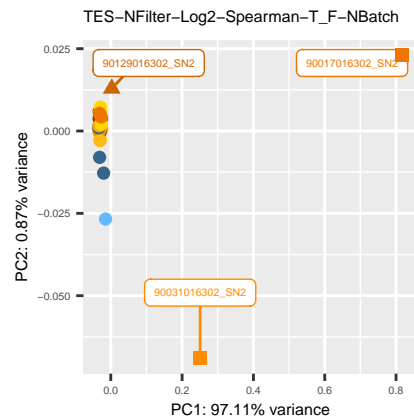 TES−NFilter−Log2−Spearman−T_F−NBatch
0.025
0.000
−0.025
−0.050
PC2: 0.87% variance
90129016302_SN2
90017016302_SN2
90031016302_SN2
0.0 0.2 0.4 0.6 0.8
PC1: 97.11% variance